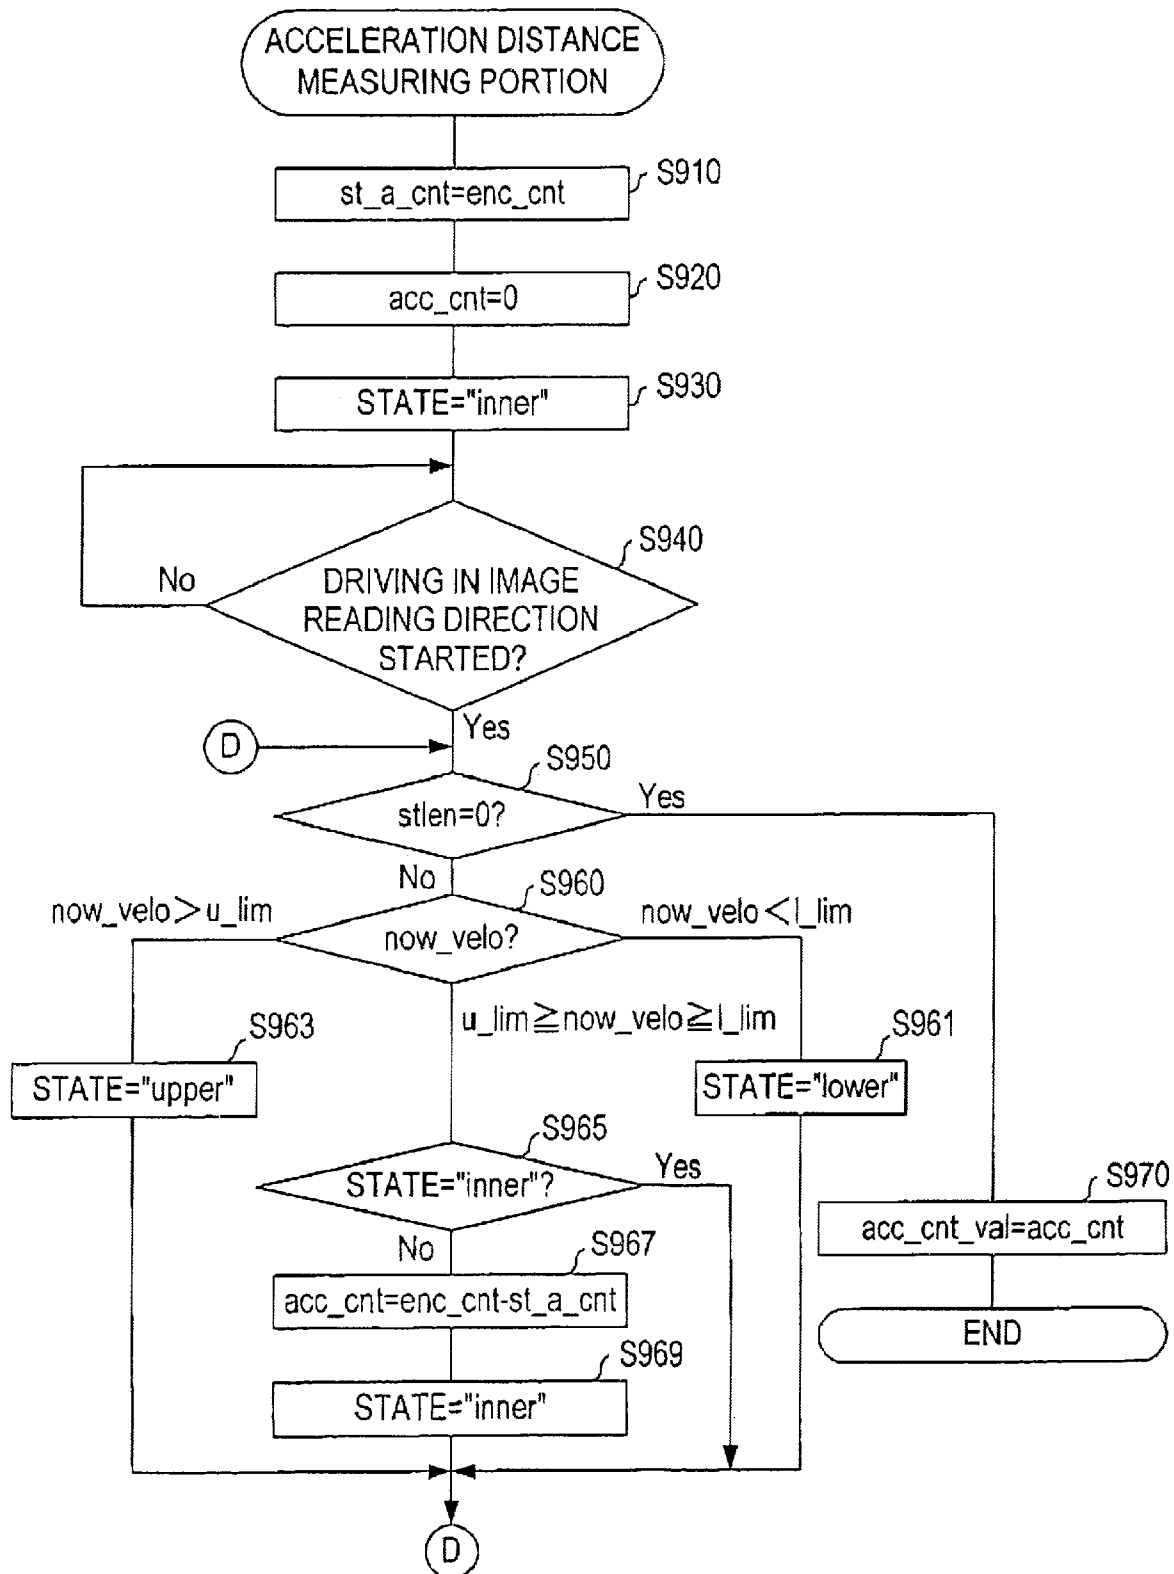 ACCELERATION DISTANCE
MEASURING PORTION
S910
st_a_cnt=enc_cnt
S920
acc_cnt=0
S930
STATE="inner"
S940
No
DRIVING IN IMAGE
READING DIRECTION
STARTED?
Yes
D
S950
stlen=0?
Yes
No
S960
now_velo>u_lim
now_velo?
now_velo<l_lim
u_lim≧now_velo≧l_lim
S963
STATE="upper"
S961
STATE="lower"
S965
STATE="inner"?
Yes
No
S967
acc_cnt=enc_cnt-st_a_cnt
S970
acc_cnt_val=acc_cnt
END
S969
STATE="inner"
D